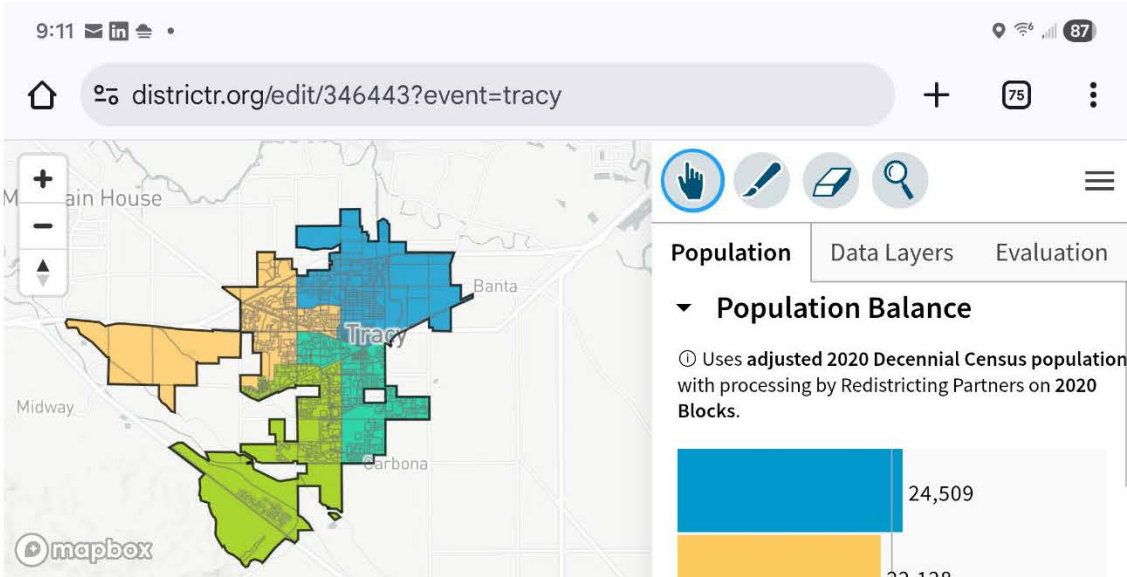 9:11
87
districtr.org/edit/346443?event=tracy
75
ain House
Banta
Tracy
Midway
Carbona
mapbox
Population
Data Layers
Evaluation
Population Balance
Uses adjusted 2020 Decennial Census population
with processing by Redistricting Partners on 2020
Blocks.
24,509